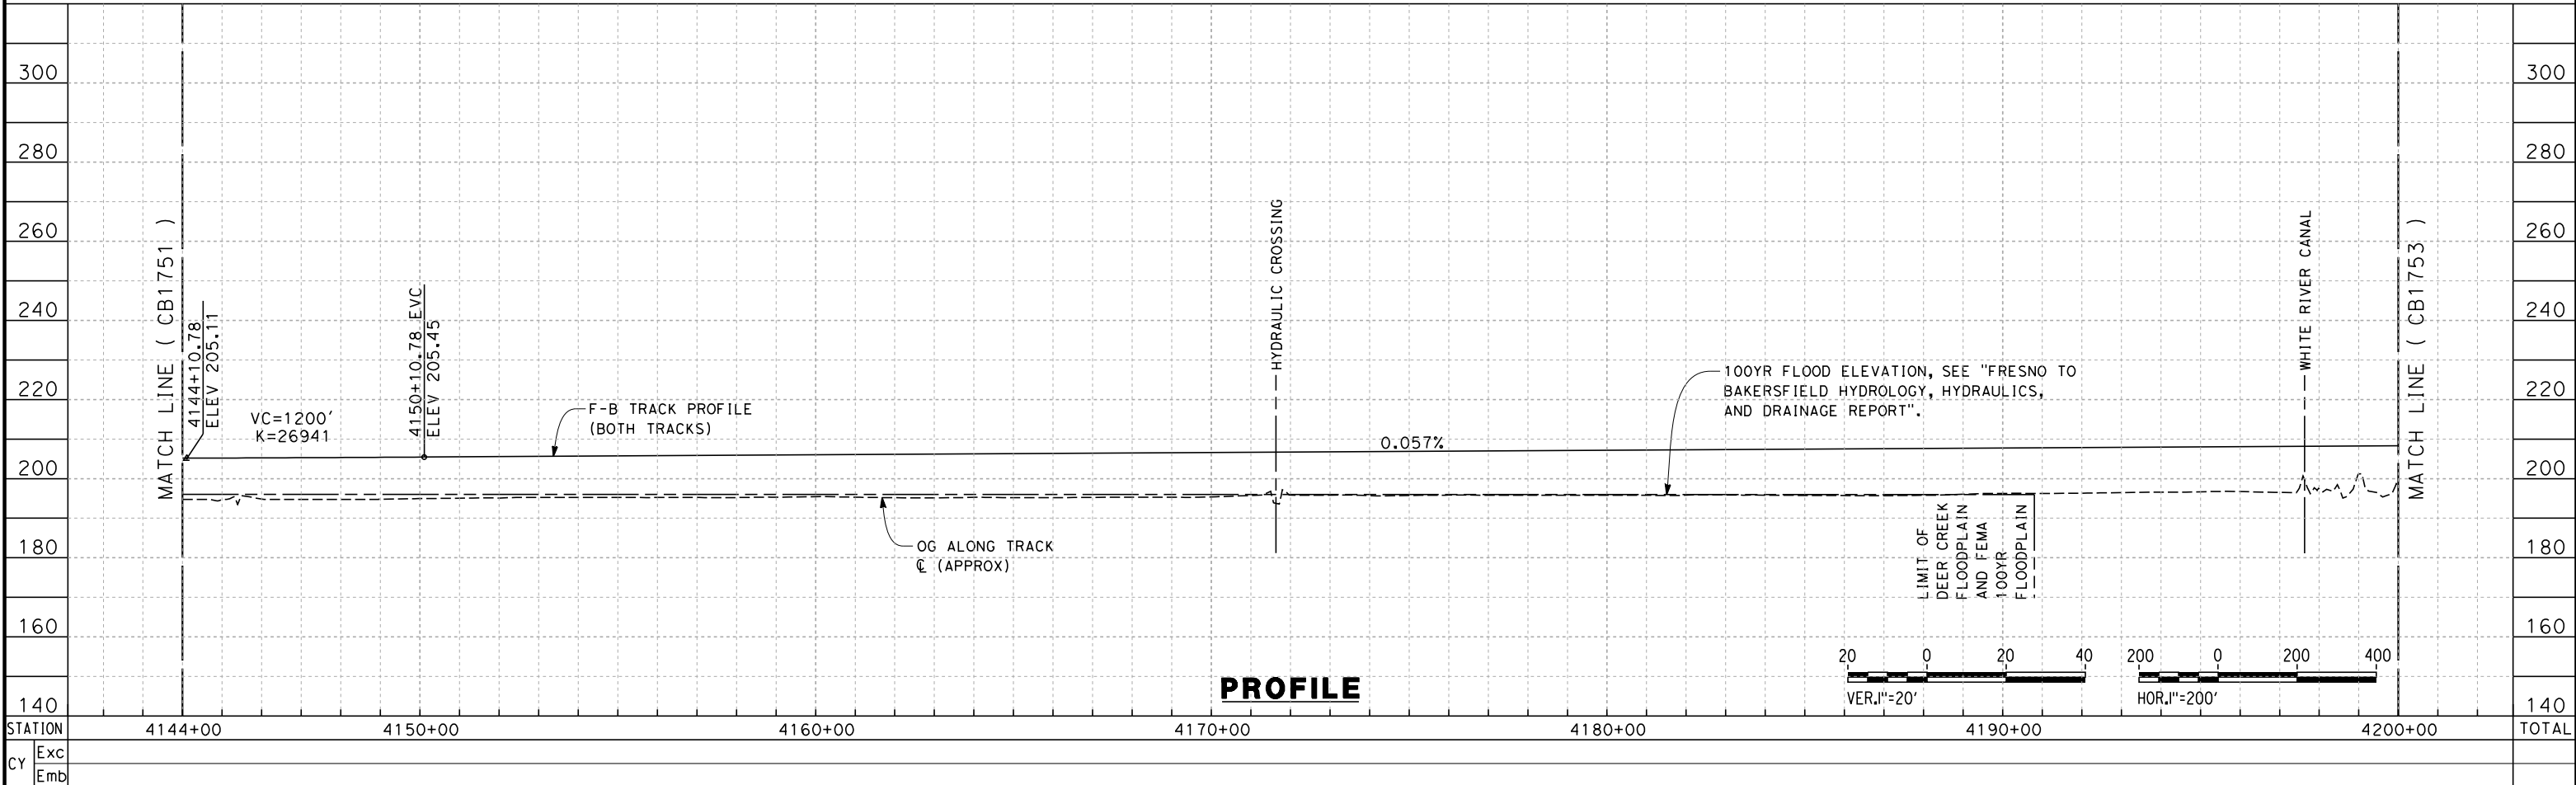 300
280
260
240
220
200
180
160
140
MATCH LINE ( CB1751 )
4144+10.78
ELEV 205.11
VC=1200'
K=26941
4150+10.78 EVC
ELEV 205.45
F-B TRACK PROFILE
(BOTH TRACKS)
OG ALONG TRACK
℄ (APPROX)
HYDRAULIC CROSSING
0.057%
100YR FLOOD ELEVATION, SEE "FRESNO TO
BAKERSFIELD HYDROLOGY, HYDRAULICS,
AND DRAINAGE REPORT".
LIMIT OF
DEER CREEK
FLOODPLAIN
AND FEMA
100YR
FLOODPLAIN
WHITE RIVER CANAL
MATCH LINE ( CB1753 )
300
280
260
240
220
200
180
160
140
PROFILE
20 0 20 40
VER.1"=20'
200 0 200 400
HOR.1"=200'
STATION 4144+00 4150+00 4160+00 4170+00 4180+00 4190+00 4200+00 TOTAL
CY
Exc
Emb